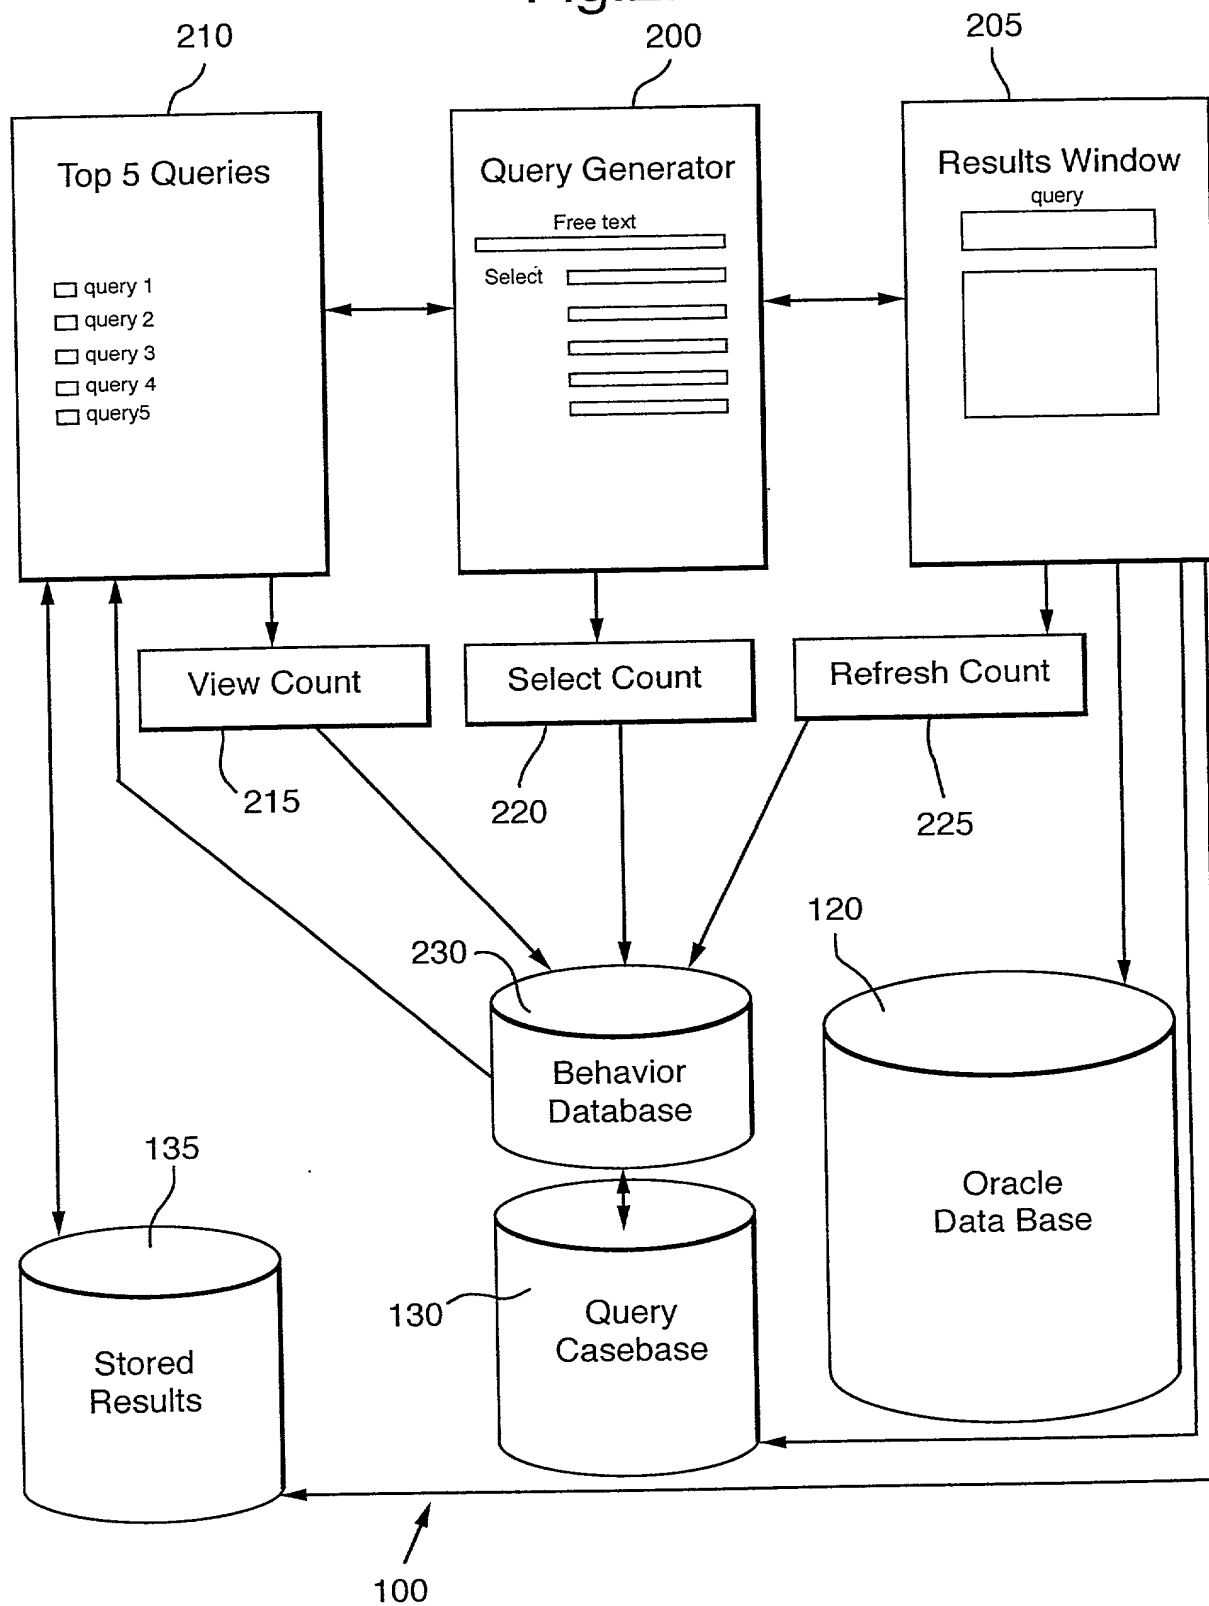 210
200
205
Top 5 Queries
query 1
query 2
query 3
query 4
query5
Query Generator
Free text
Select
Results Window
query
View Count
Select Count
Refresh Count
215
220
225
120
230
Behavior
Database
135
Oracle
Data Base
130
Query
Casebase
Stored
Results
100